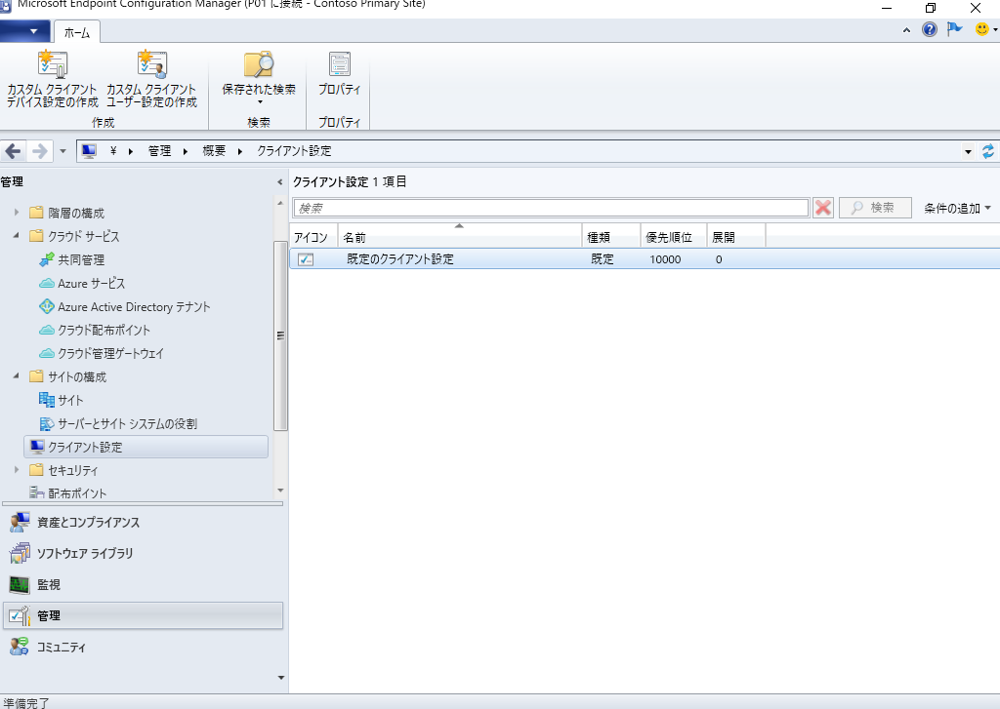 Microsoft Endpoint Configuration Manager (P01 に接続 - Contoso Primary Site)
ホーム
カスタム クライアント
デバイス設定の作成
カスタム クライアント
ユーザー設定の作成
作成
保存された検索
検索
プロパティ
プロパティ
¥ 管理 概要 クライアント設定
管理
階層の構成
クラウド サービス
共同管理
Azure サービス
Azure Active Directory テナント
クラウド配布ポイント
クラウド管理ゲートウェイ
サイトの構成
サイト
サーバーとサイト システムの役割
クライアント設定
セキュリティ
配布ポイント
資産とコンプライアンス
ソフトウェア ライブラリ
監視
管理
コミュニティ
クライアント設定 1 項目
検索
検索
条件の追加
アイコン 名前 種類 優先順位 展開
既定のクライアント設定 既定 10000 0
準備完了